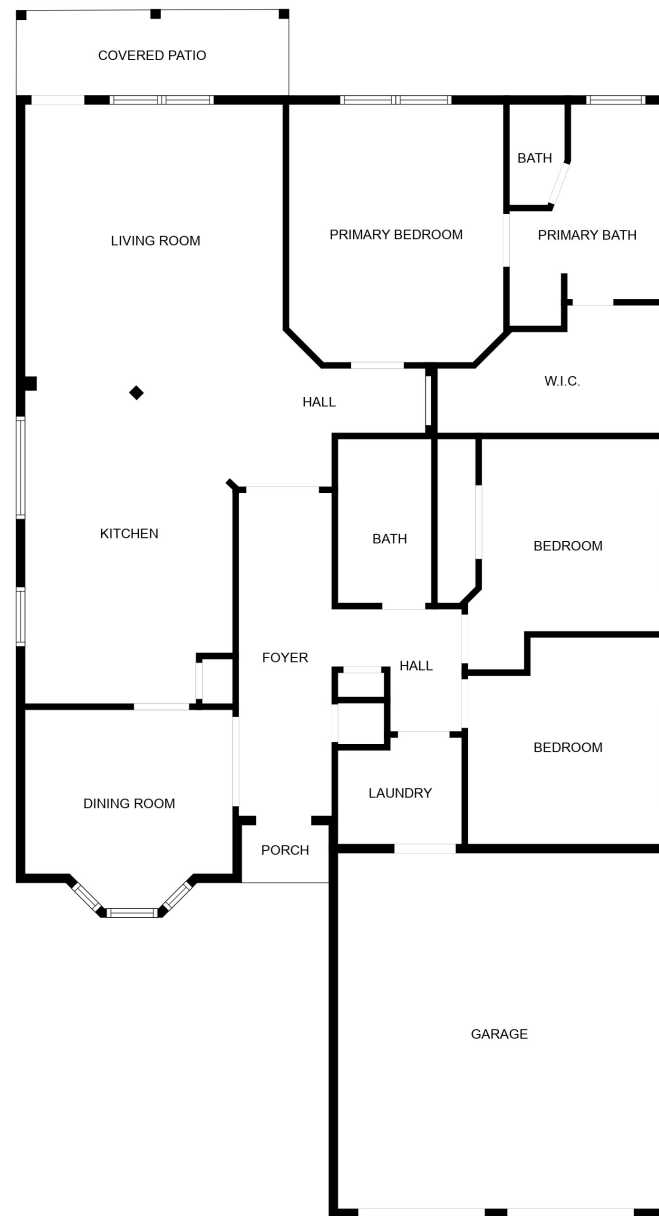 COVERED PATIO
BATH
PRIMARY BEDROOM
PRIMARY BATH
LIVING ROOM
W.I.C.
HALL
KITCHEN
BATH
BEDROOM
FOYER
HALL
BEDROOM
LAUNDRY
DINING ROOM
PORCH
GARAGE